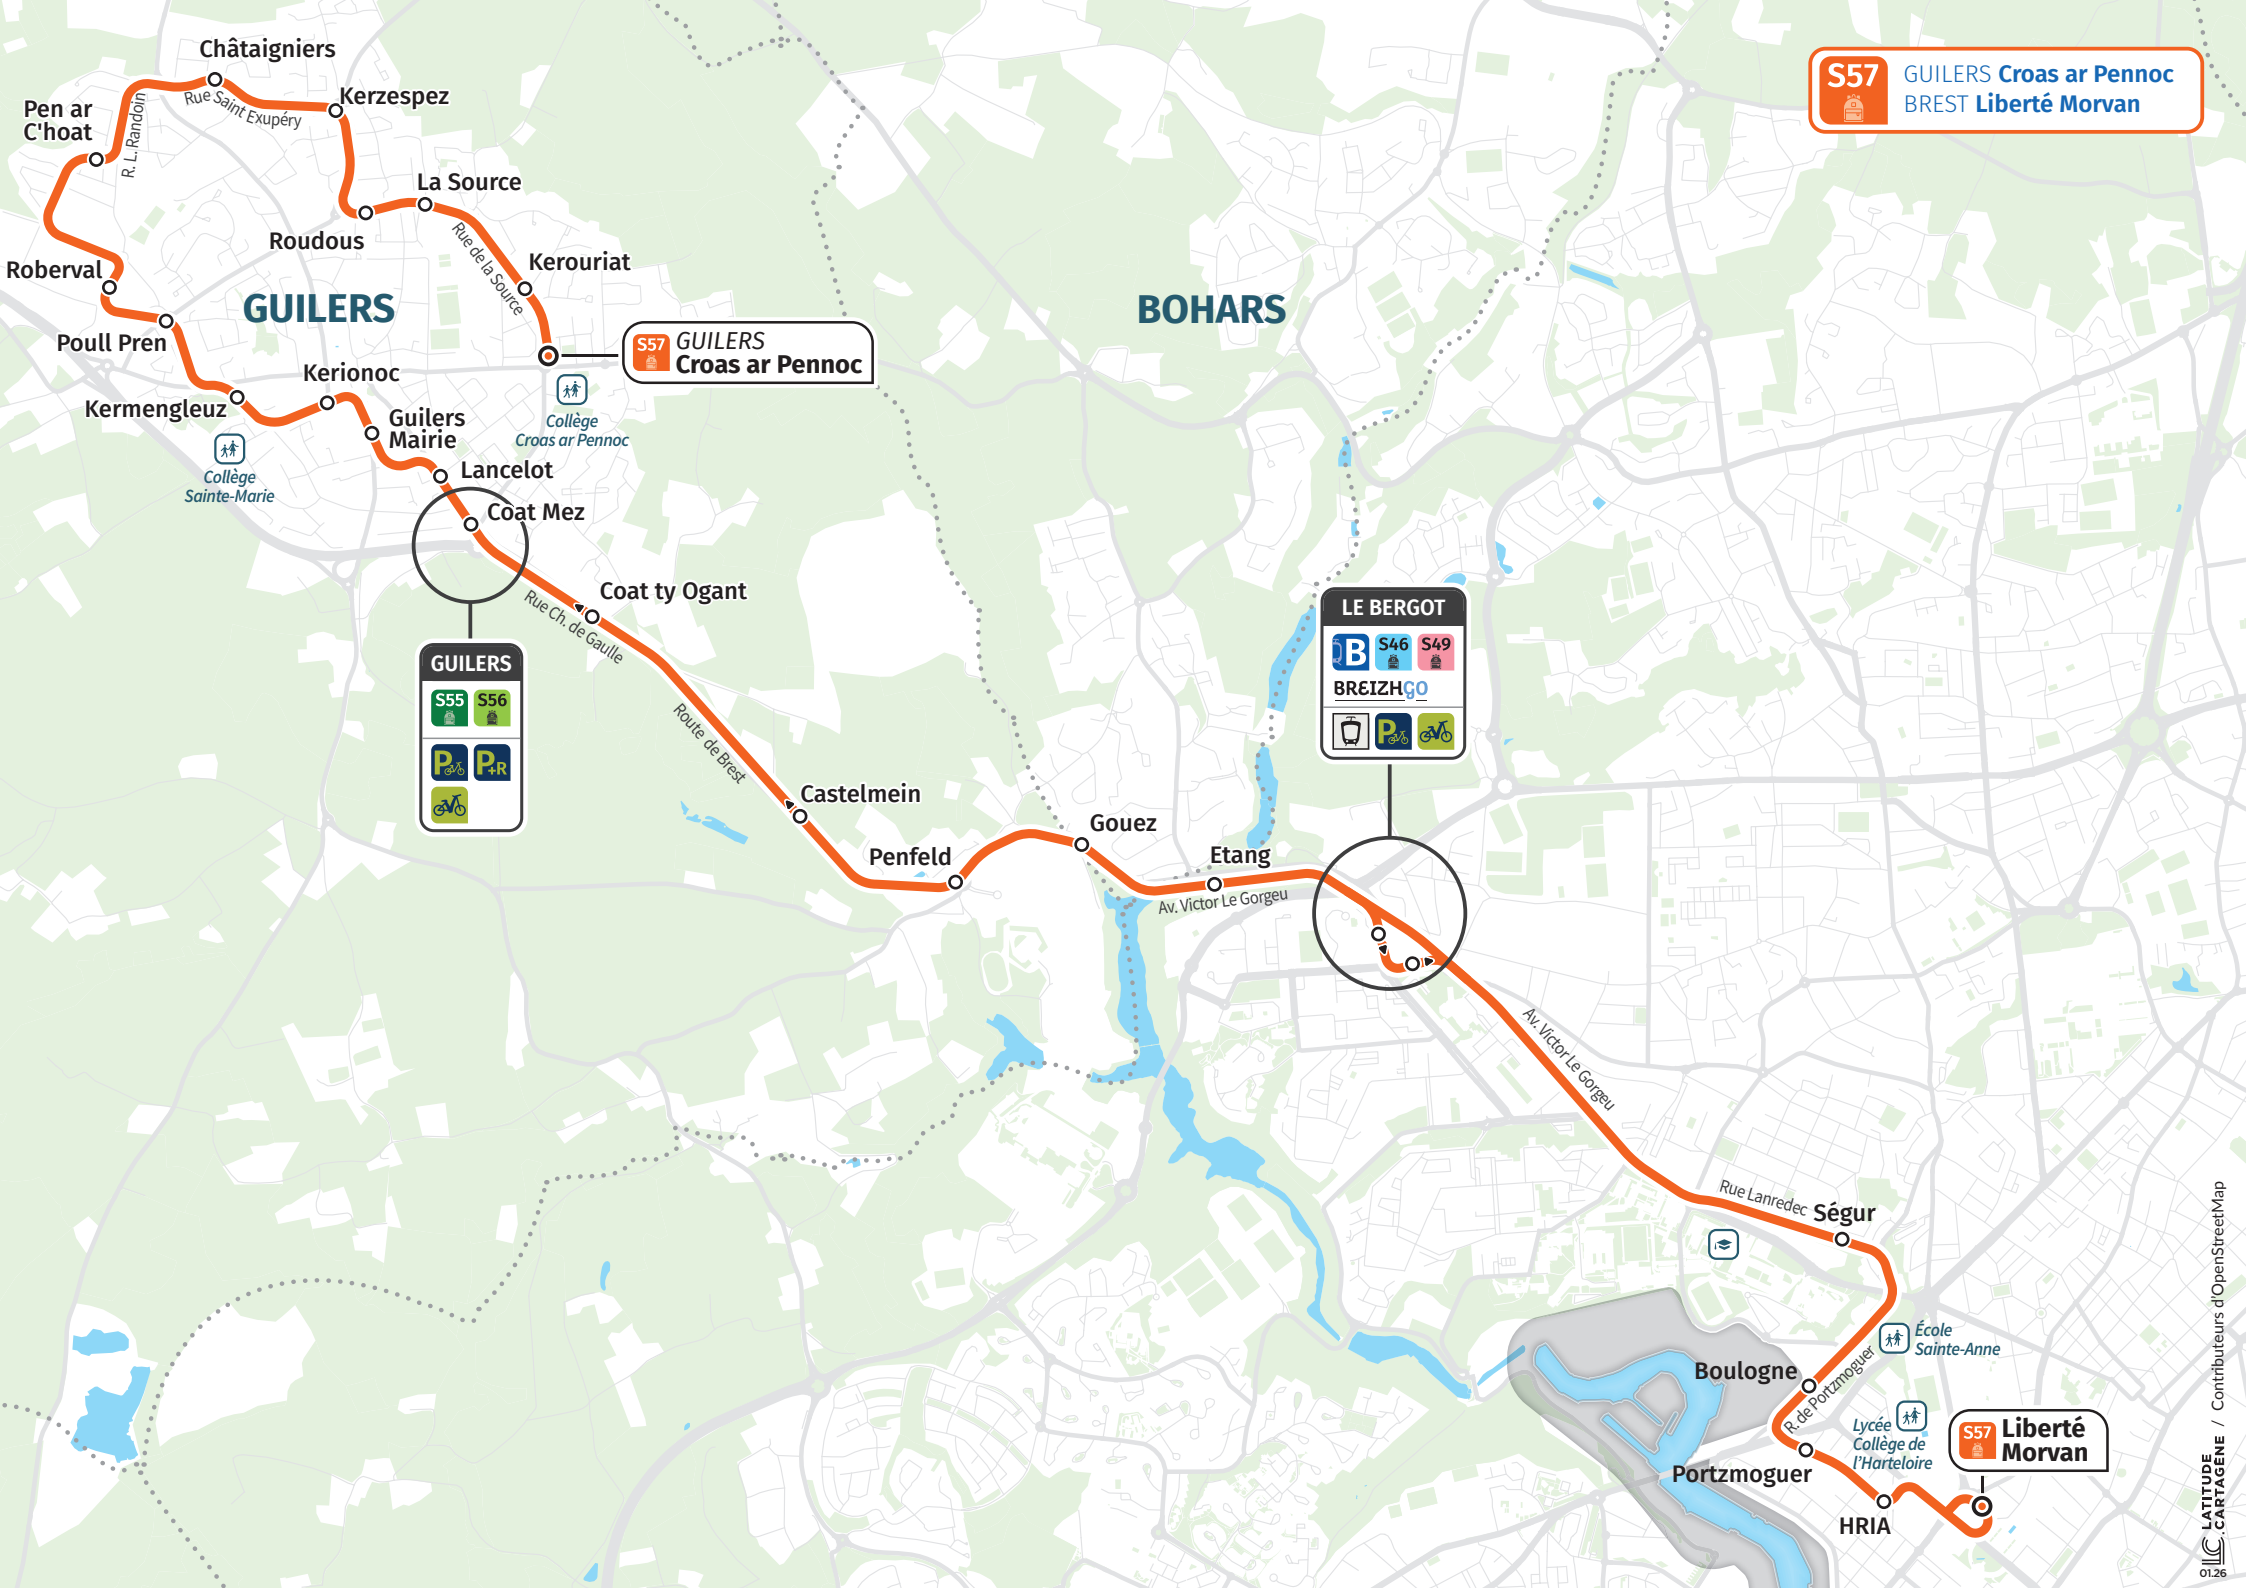 S57
GUILERS Croas ar Pennoc
BREST Liberté Morvan
Châtaigniers
Kerzespez
Rue Saint Exupéry
Pen ar
C'hoat
R. L. Randoin
La Source
Roudous
Rue de la Source
Kerouriat
Roberval
GUILERS
BOHARS
S57
GUILERS
Croas ar Pennoc
Poull Pren
Kerionoc
Kermengleuz
Guilers
Mairie
Collège
Croas ar Pennoc
Collège
Sainte-Marie
Lancelot
Coat Mez
Coat ty Ogant
Rue Ch. de Gaulle
GUILERS
S55
S56
P
P+R
Route de Brest
LE BERGOT
B
S46
S49
BREIZHGO
P
Castelmein
Gouez
Penfeld
Etang
Av. Victor Le Gorgeu
Av. Victor Le Gorgeu
Rue Lanredec
Ségur
École
Sainte-Anne
Boulogne
R. de Portzmoguer
Lycée
Collège de
l'Harteloire
S57
Liberté
Morvan
Portzmoguer
HRIA
LATITUDE
CARTAGÈNE / Contributeurs d'OpenStreetMap
01.26